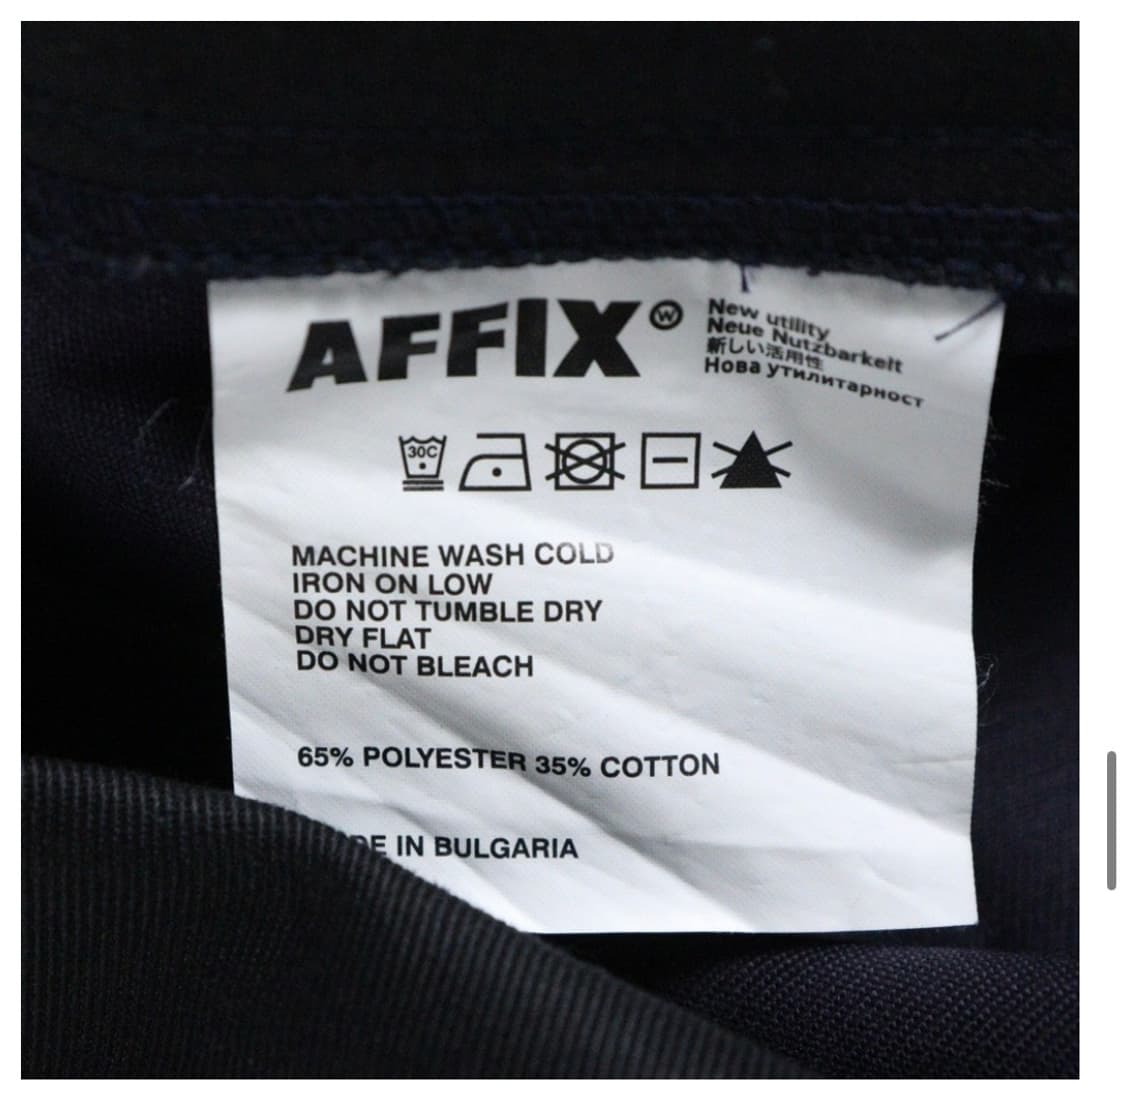 AFFIX Ⓦ
New utility
Neue Nutzbarkeit
新しい活用性
Нова утилитарност
30C
MACHINE WASH COLD
IRON ON LOW
DO NOT TUMBLE DRY
DRY FLAT
DO NOT BLEACH
65% POLYESTER 35% COTTON
DE IN BULGARIA